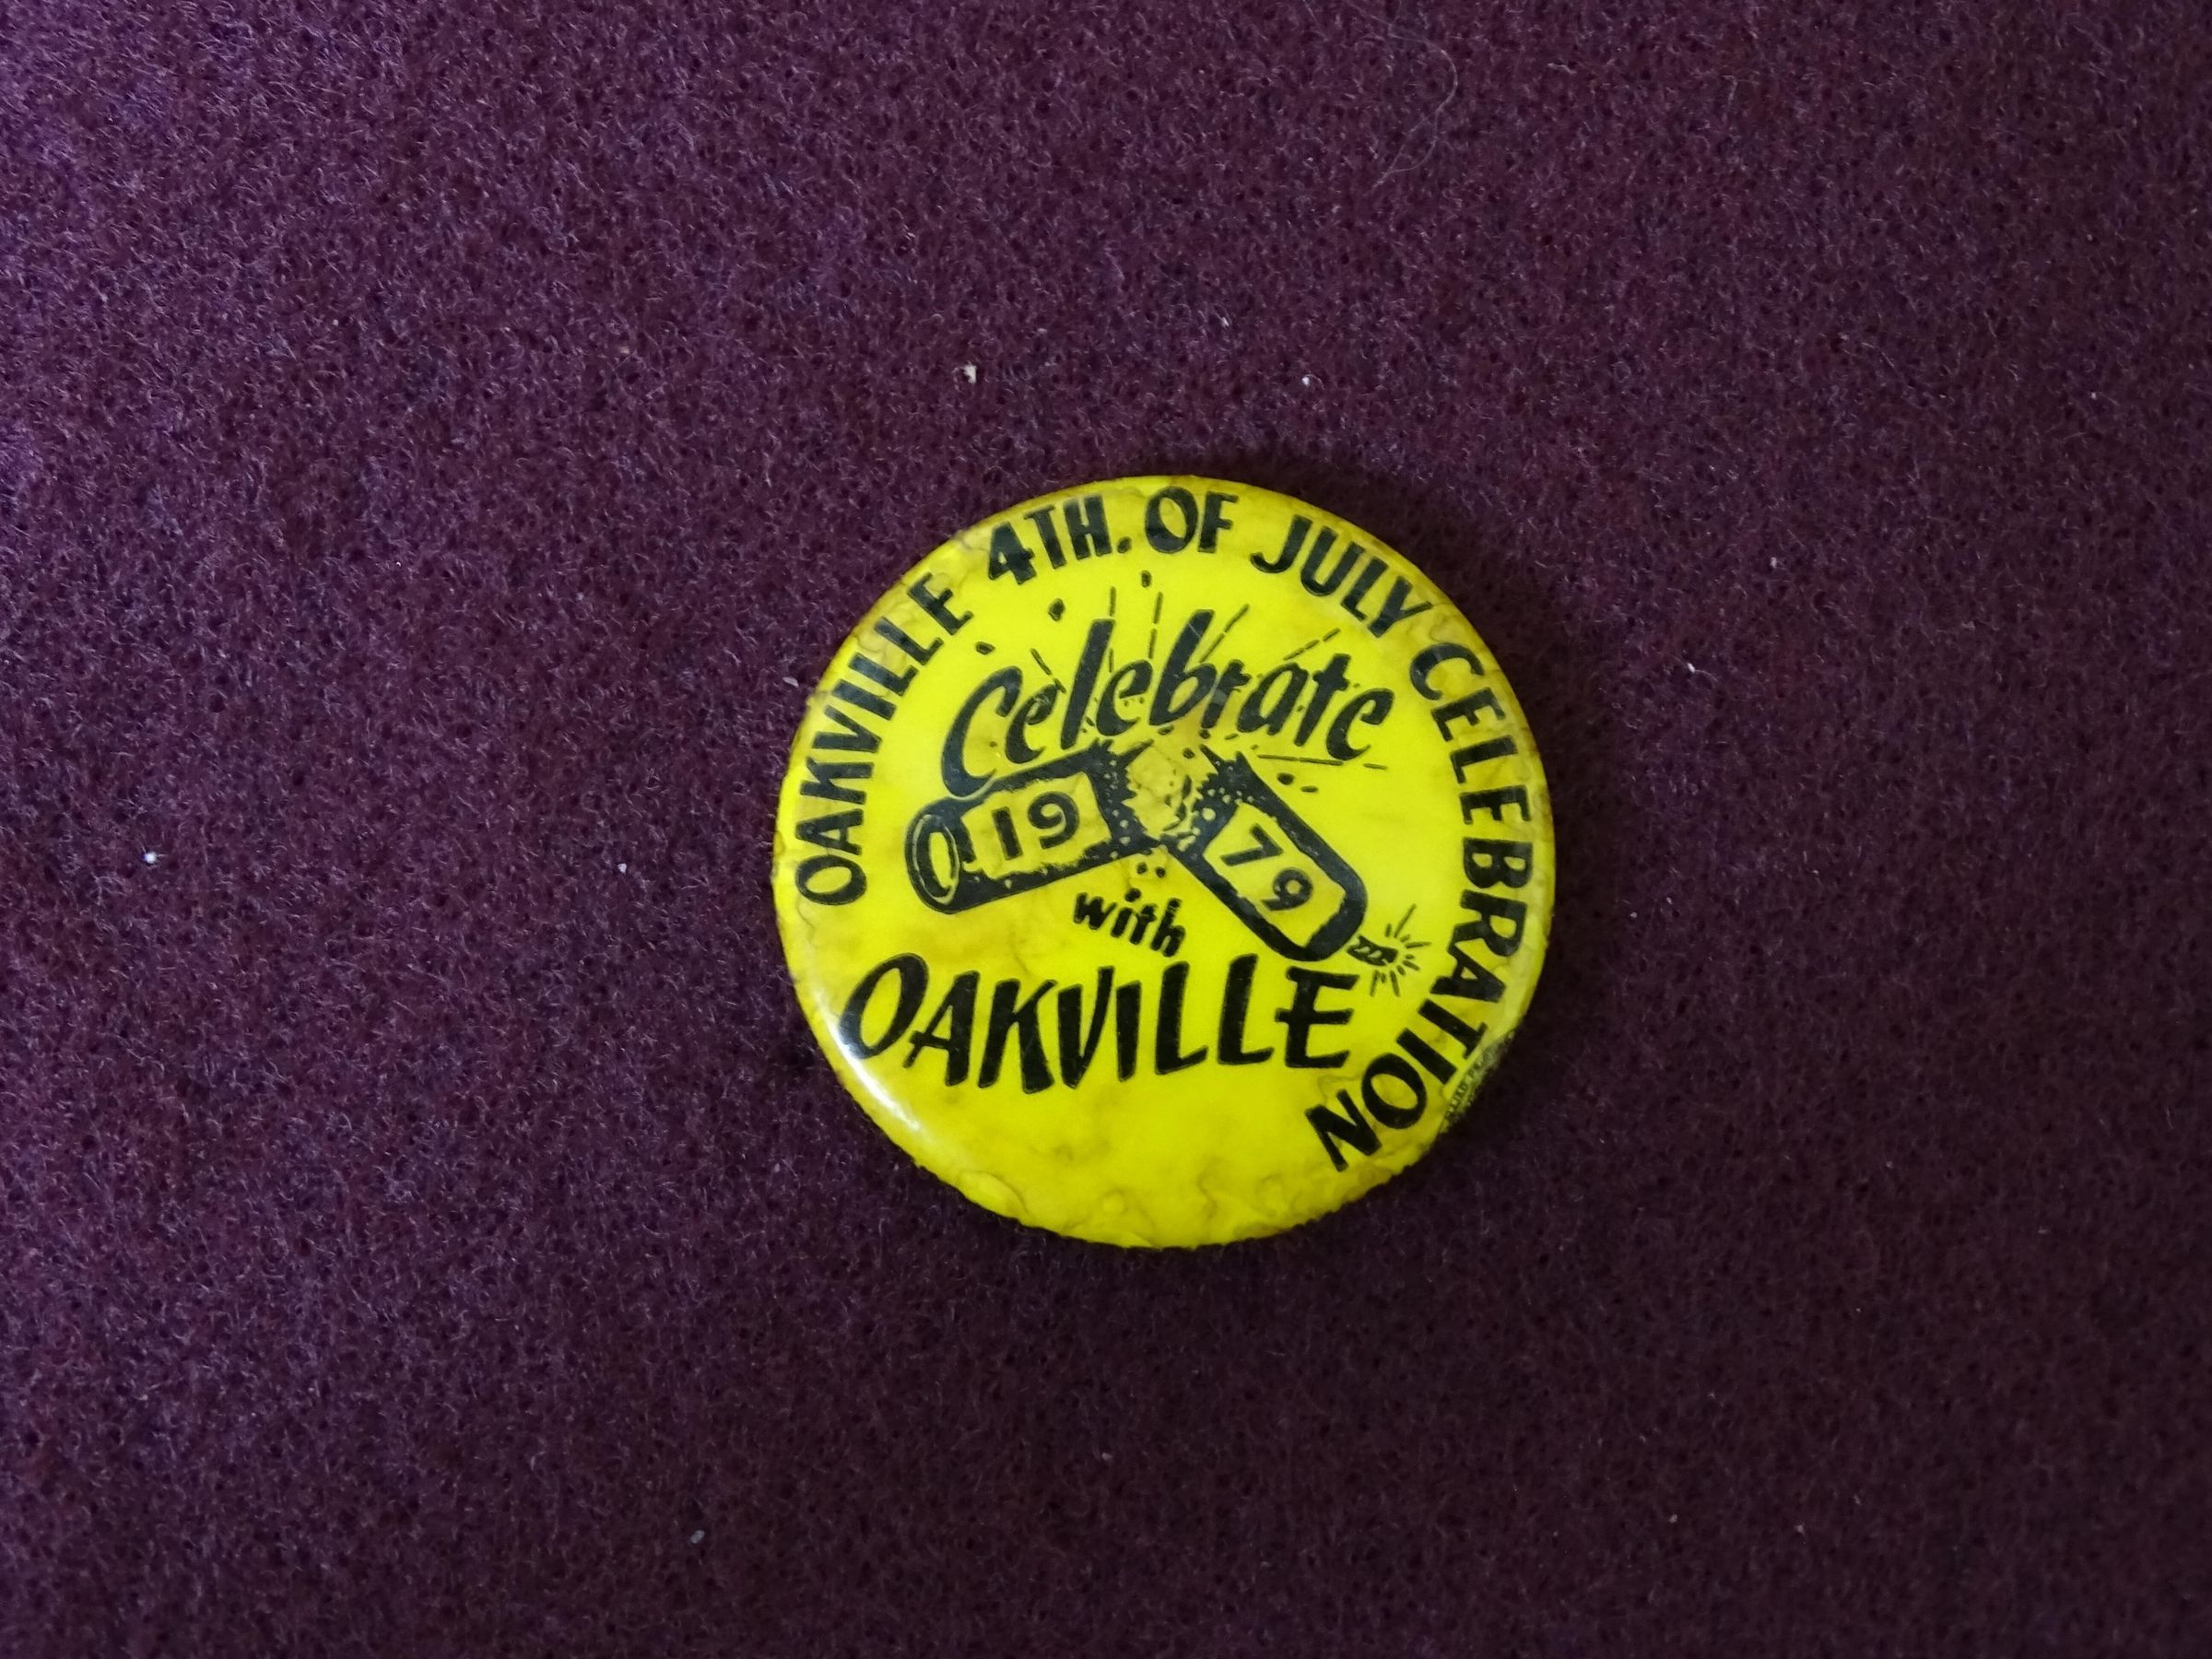 OAKVILLE 4TH. OF JULY CELEBRATION
Celebrate
19 79
with
OAKVILLE